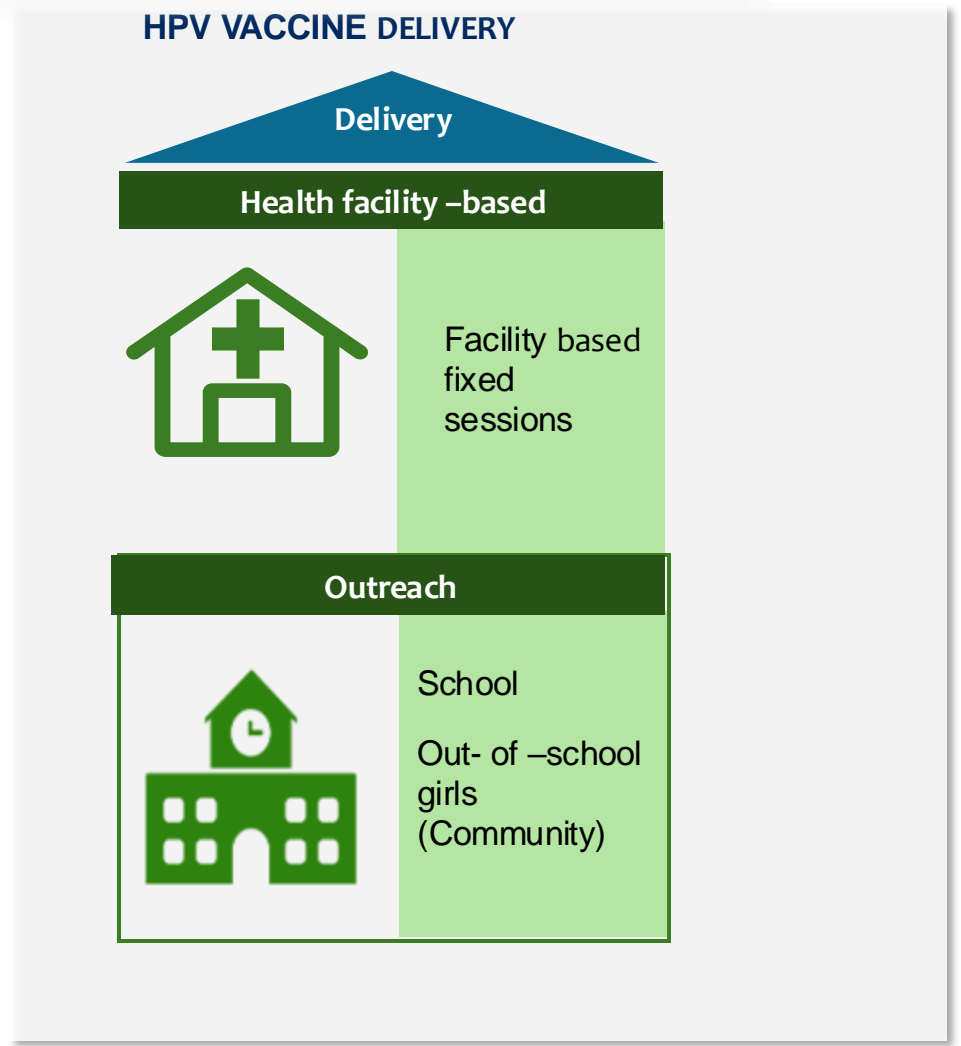 HPV VACCINE DELIVERY
Delivery
Health facility –based
Facility based
fixed
sessions
Outreach
School
Out- of –school
girls
(Community)